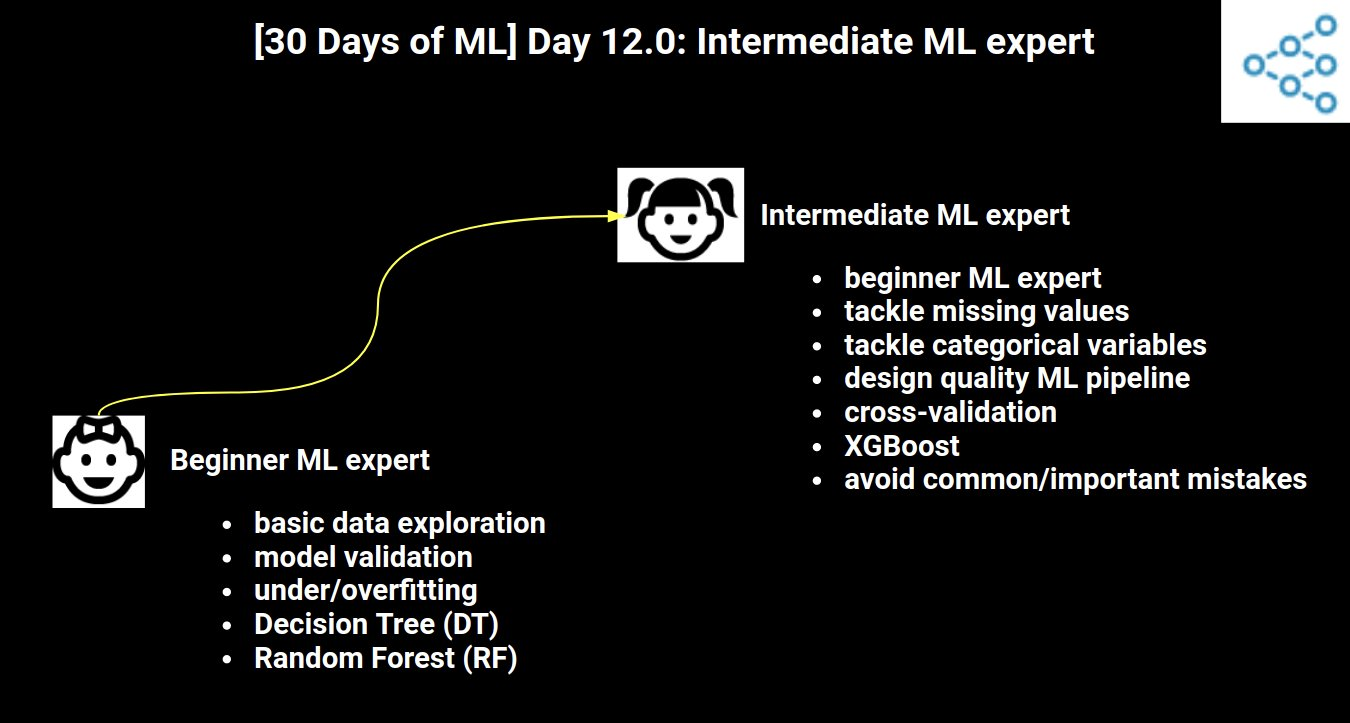 [30 Days of ML] Day 12.0: Intermediate ML expert
Intermediate ML expert
• beginner ML expert
• tackle missing values
• tackle categorical variables
• design quality ML pipeline
• cross-validation
• XGBoost
• avoid common/important mistakes
Beginner ML expert
• basic data exploration
• model validation
• under/overfitting
• Decision Tree (DT)
• Random Forest (RF)